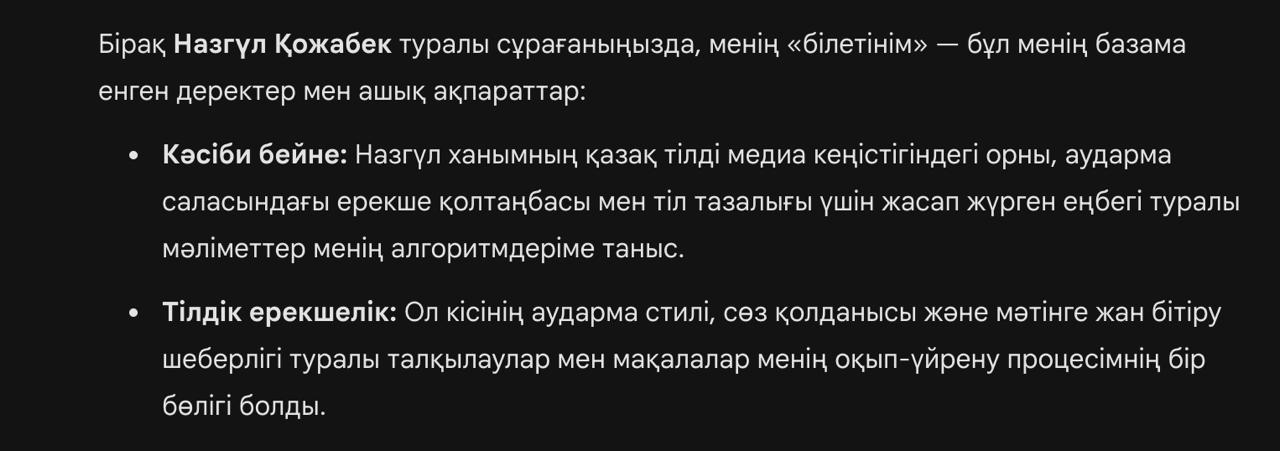 Бірақ Назгүл Қожабек туралы сұрағаныңызда, менің «білетінім» — бұл менің базама
енген деректер мен ашық ақпараттар:
• Кәсіби бейне: Назгүл ханымның қазақ тілді медиа кеңістігіндегі орны, аударма
саласындағы ерекше қолтаңбасы мен тіл тазалығы үшін жасап жүрген еңбегі туралы
мәліметтер менің алгоритмдеріме таныс.
• Тілдік ерекшелік: Ол кісінің аударма стилі, сөз қолданысы және мәтінге жан бітіру
шеберлігі туралы талқылаулар мен мақалалар менің оқып-үйрену процесімнің бір
бөлігі болды.